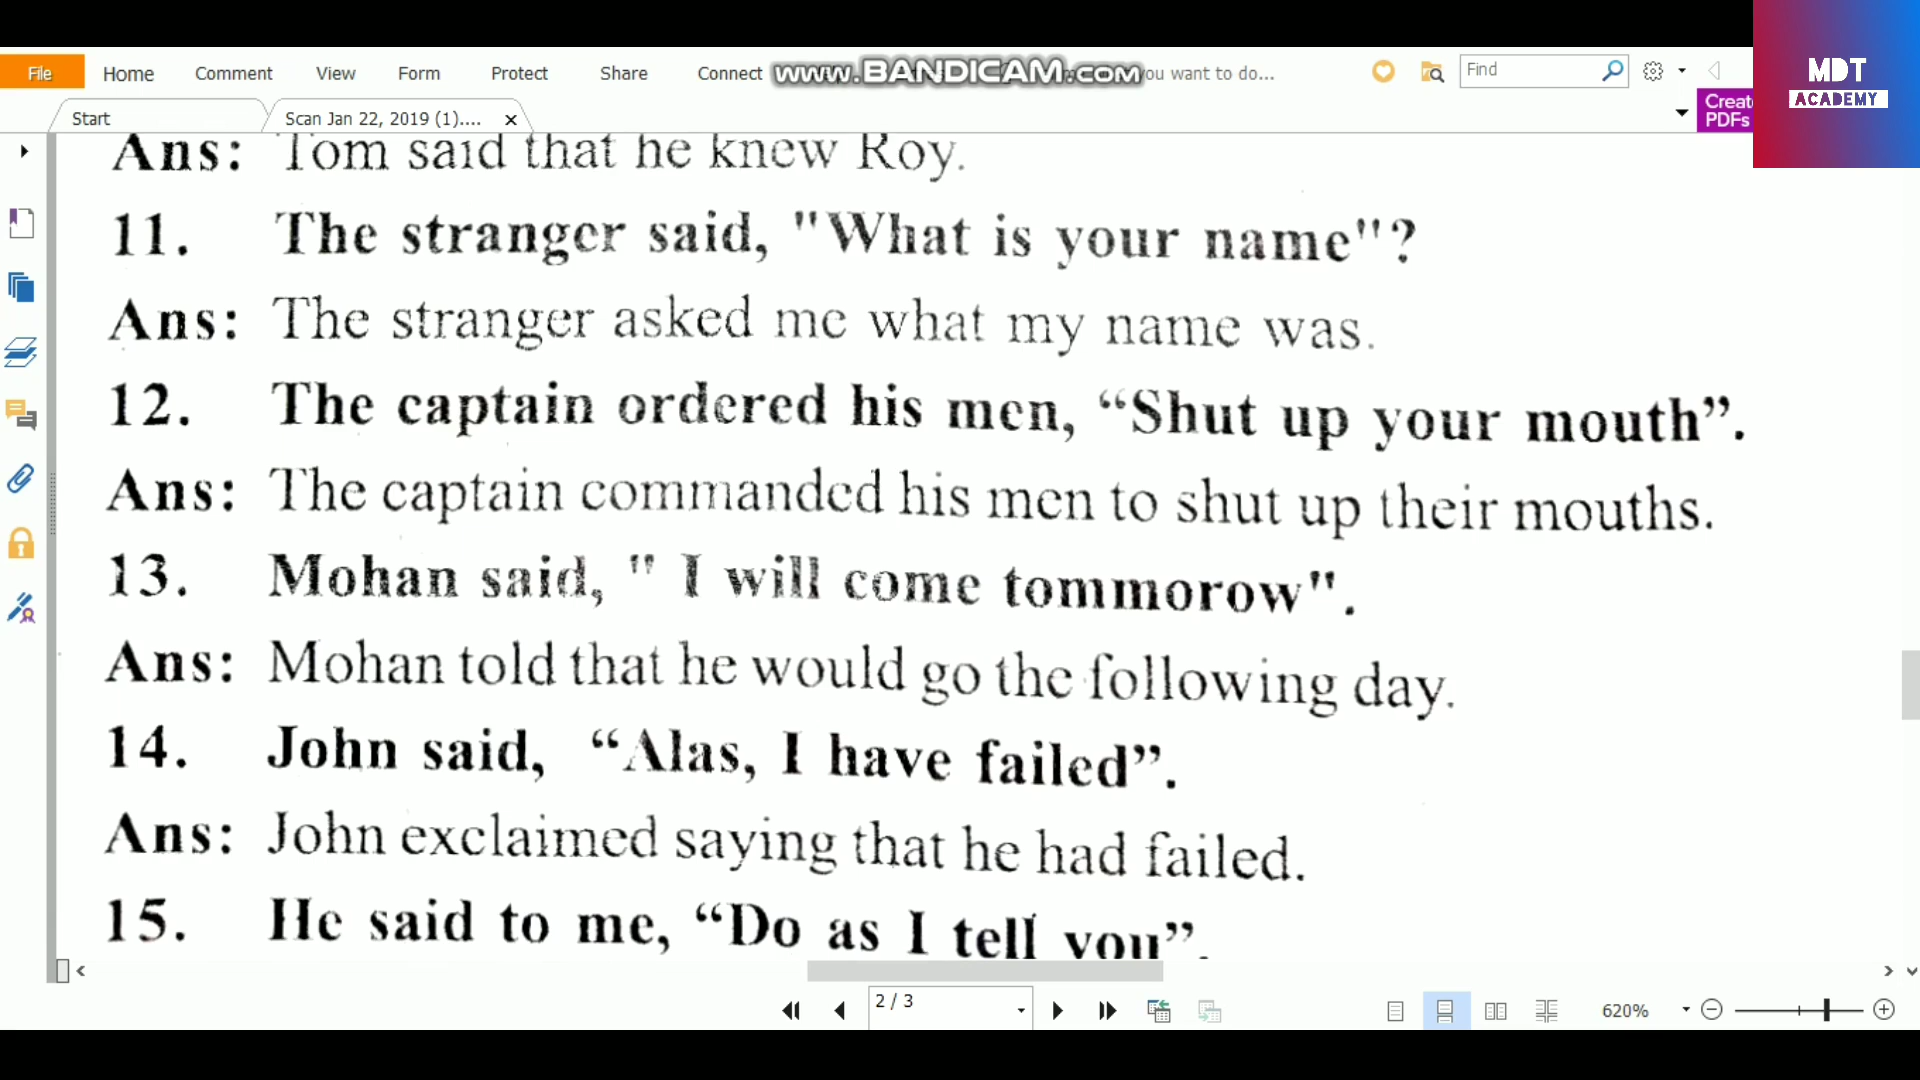 File Home Comment View Form Protect Share Connect www.BANDICAM.com you want to do... Find
MDT
ACADEMY
Start Scan Jan 22, 2019 (1)....
Creat
PDFs
Ans: Tom said that he knew Roy.
11. The stranger said, "What is your name"?
Ans: The stranger asked me what my name was.
12. The captain ordered his men, “Shut up your mouth”.
Ans: The captain commanded his men to shut up their mouths.
13. Mohan said, " I will come tommorow".
Ans: Mohan told that he would go the following day.
14. John said, “Alas, I have failed”.
Ans: John exclaimed saying that he had failed.
15. He said to me, “Do as I tell you”.
2 / 3
620%